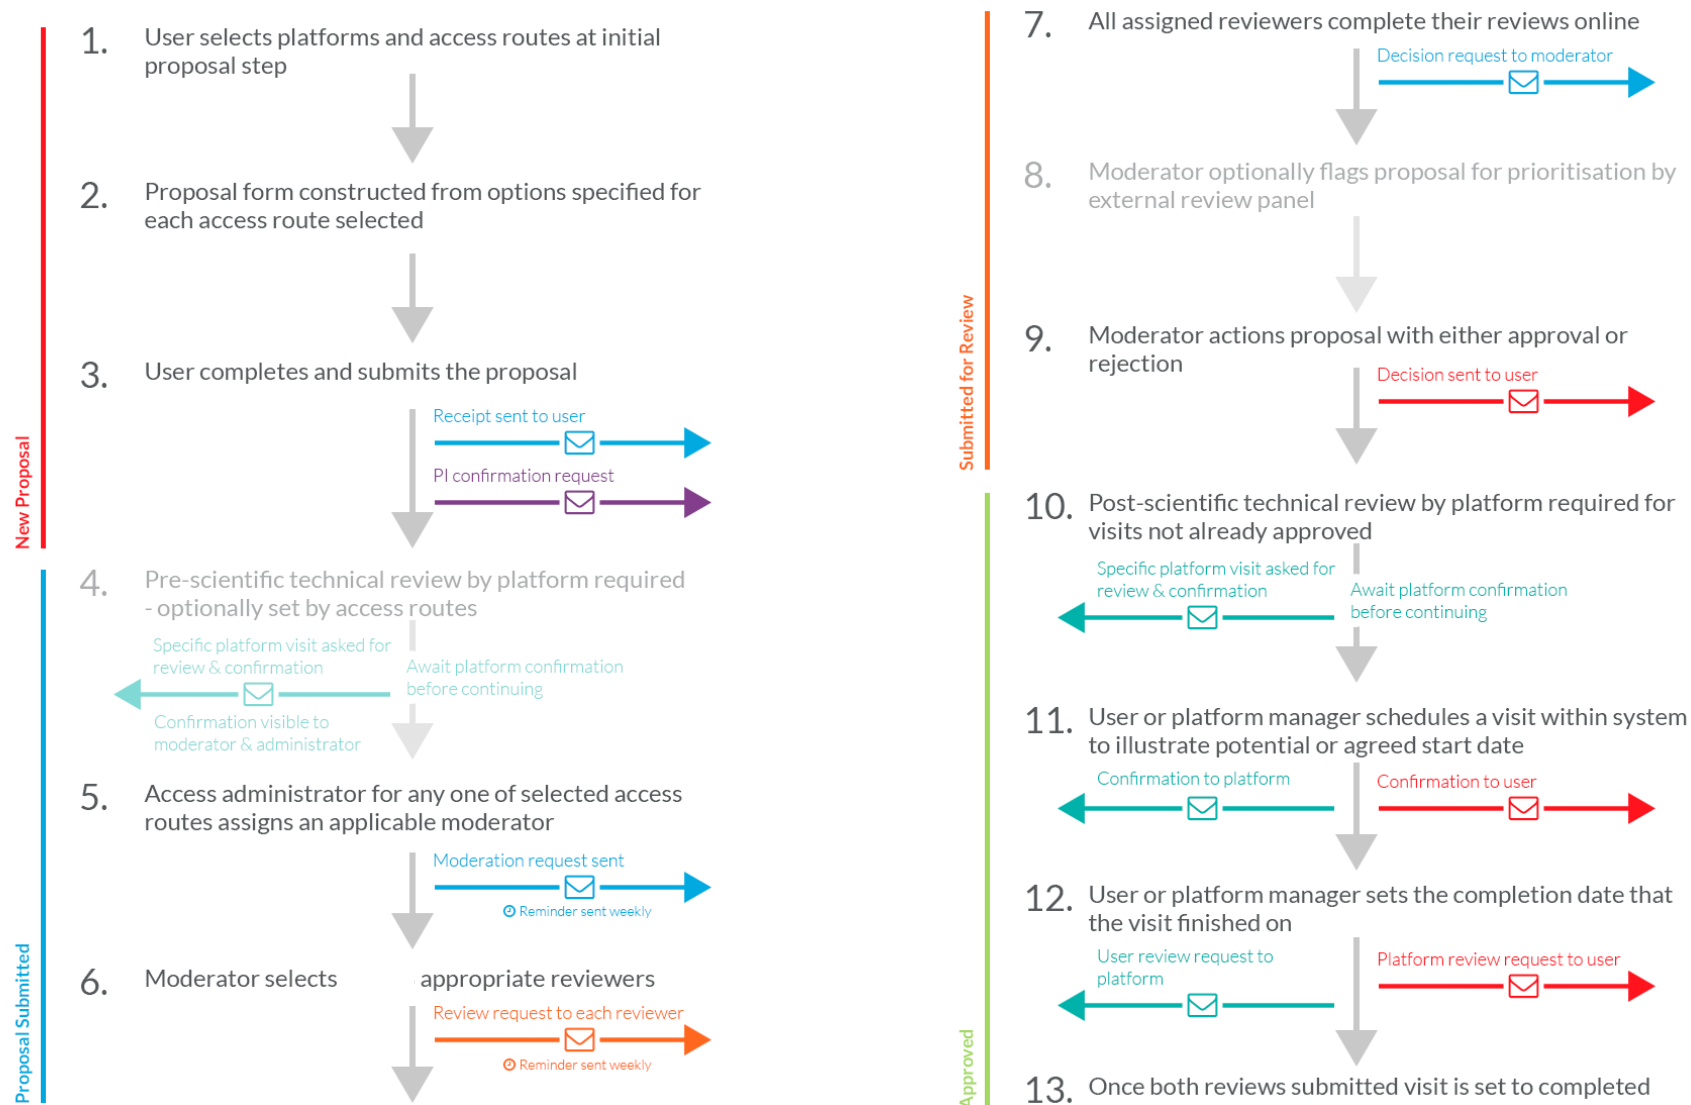 1.
User selects platforms and access routes at initial
proposal step
2.
Proposal form constructed from options specified for
each access route selected
3.
User completes and submits the proposal
Receipt sent to user
PI confirmation request
New Proposal
4.
Pre-scientific technical review by platform required
- optionally set by access routes
Specific platform visit asked for
review & confirmation
Await platform confirmation
before continuing
Confirmation visible to
moderator & administrator
5.
Access administrator for any one of selected access
routes assigns an applicable moderator
Moderation request sent
Reminder sent weekly
6.
Moderator selects appropriate reviewers
Review request to each reviewer
Reminder sent weekly
Proposal Submitted
7.
All assigned reviewers complete their reviews online
Decision request to moderator
8.
Moderator optionally flags proposal for prioritisation by
external review panel
9.
Moderator actions proposal with either approval or
rejection
Decision sent to user
Submitted for Review
10.
Post-scientific technical review by platform required for
visits not already approved
Specific platform visit asked for
review & confirmation
Await platform confirmation
before continuing
11.
User or platform manager schedules a visit within system
to illustrate potential or agreed start date
Confirmation to platform
Confirmation to user
12.
User or platform manager sets the completion date that
the visit finished on
User review request to
platform
Platform review request to user
13.
Once both reviews submitted visit is set to completed
Approved